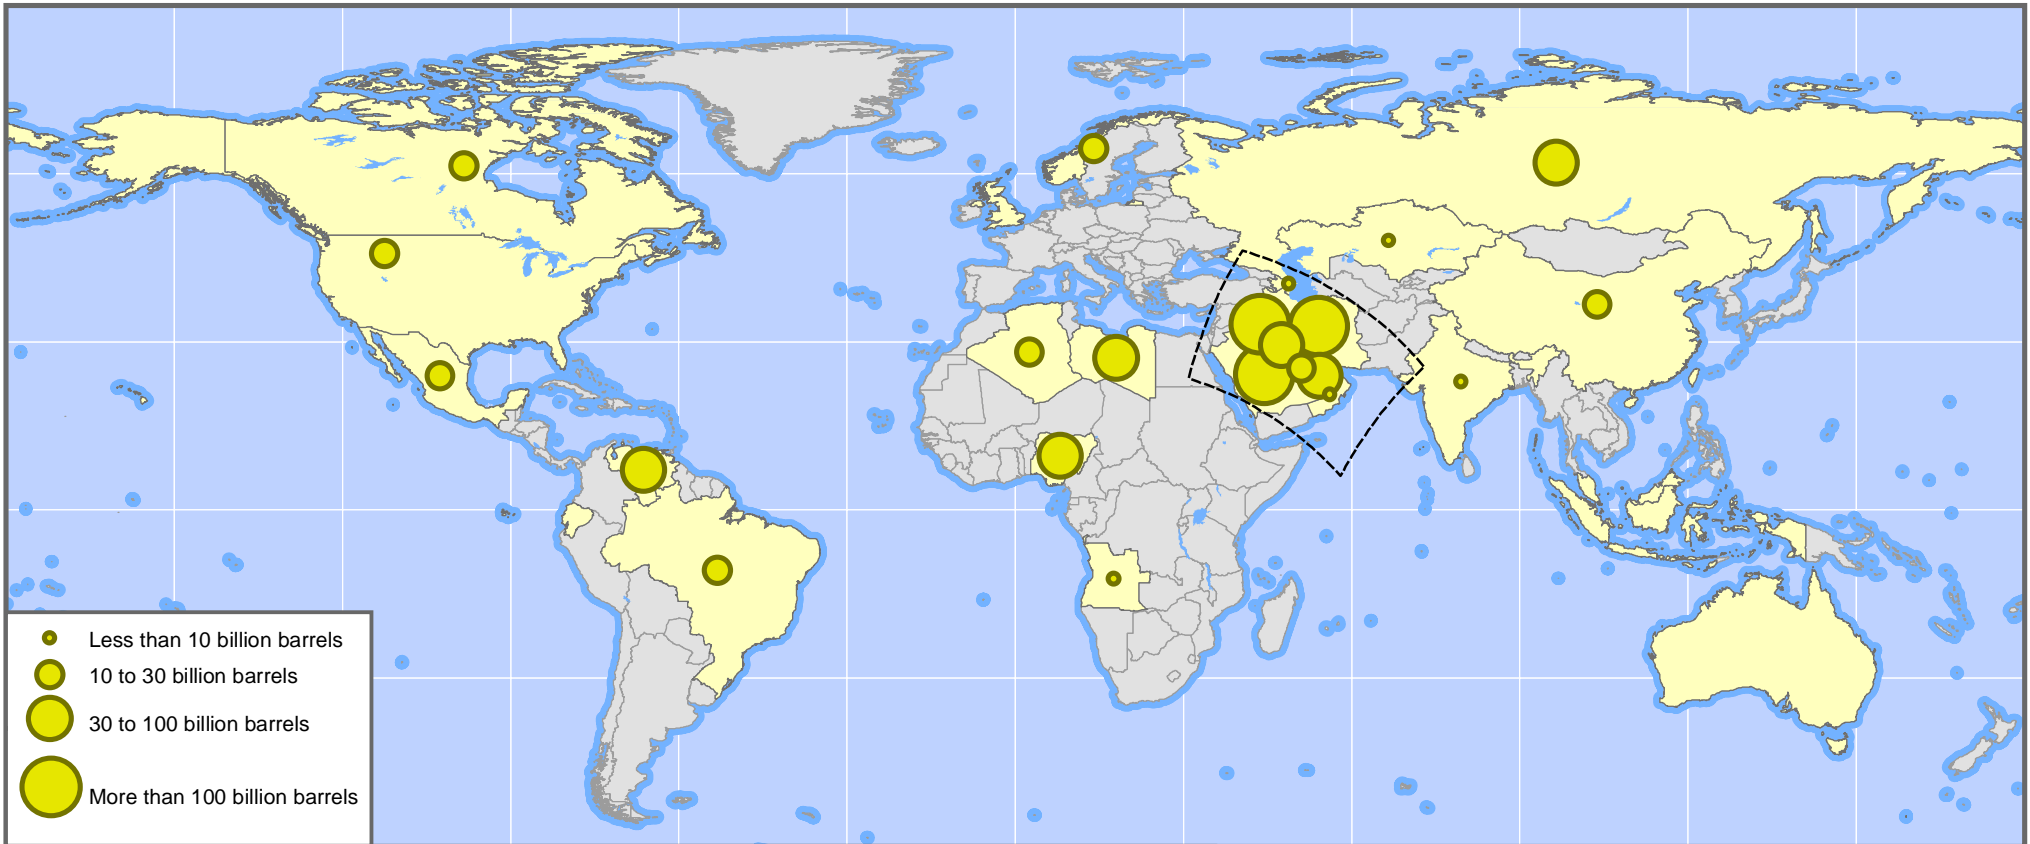 Less than 10 billion barrels
10 to 30 billion barrels
30 to 100 billion barrels
More than 100 billion barrels